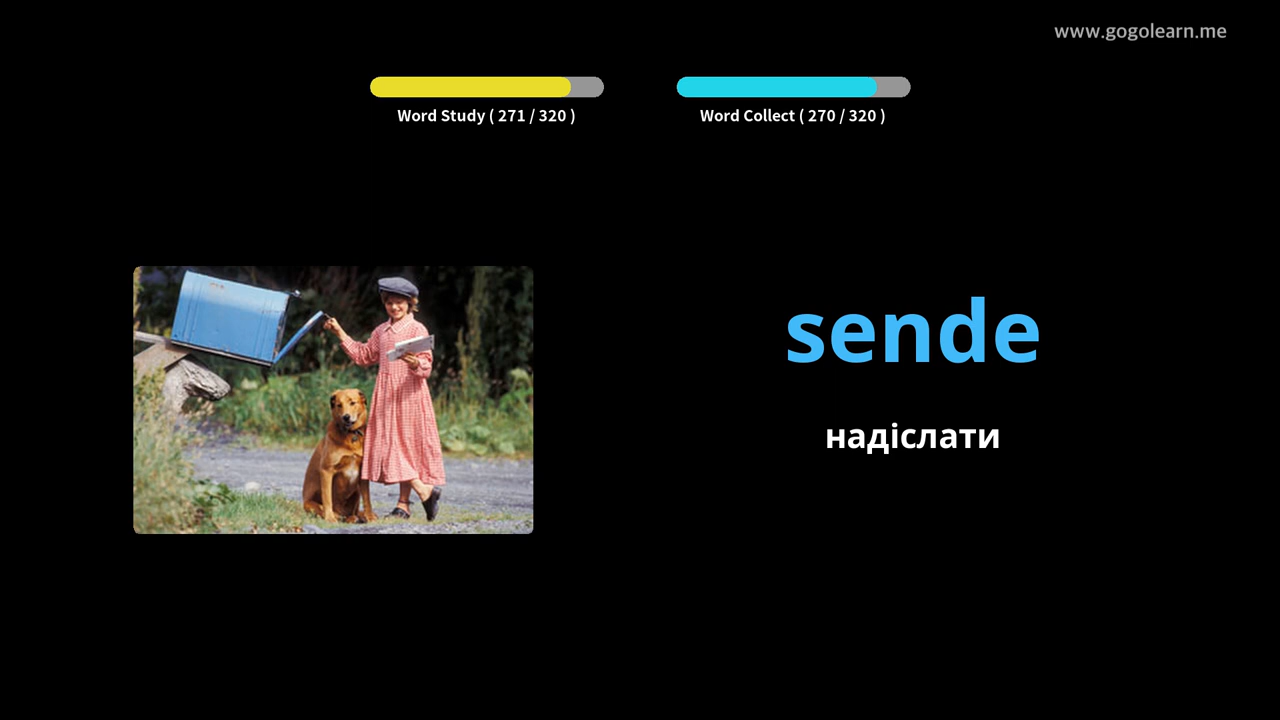 www.gogolearn.me
Word Study ( 271 / 320 )
Word Collect ( 270 / 320 )
sende
надіслати